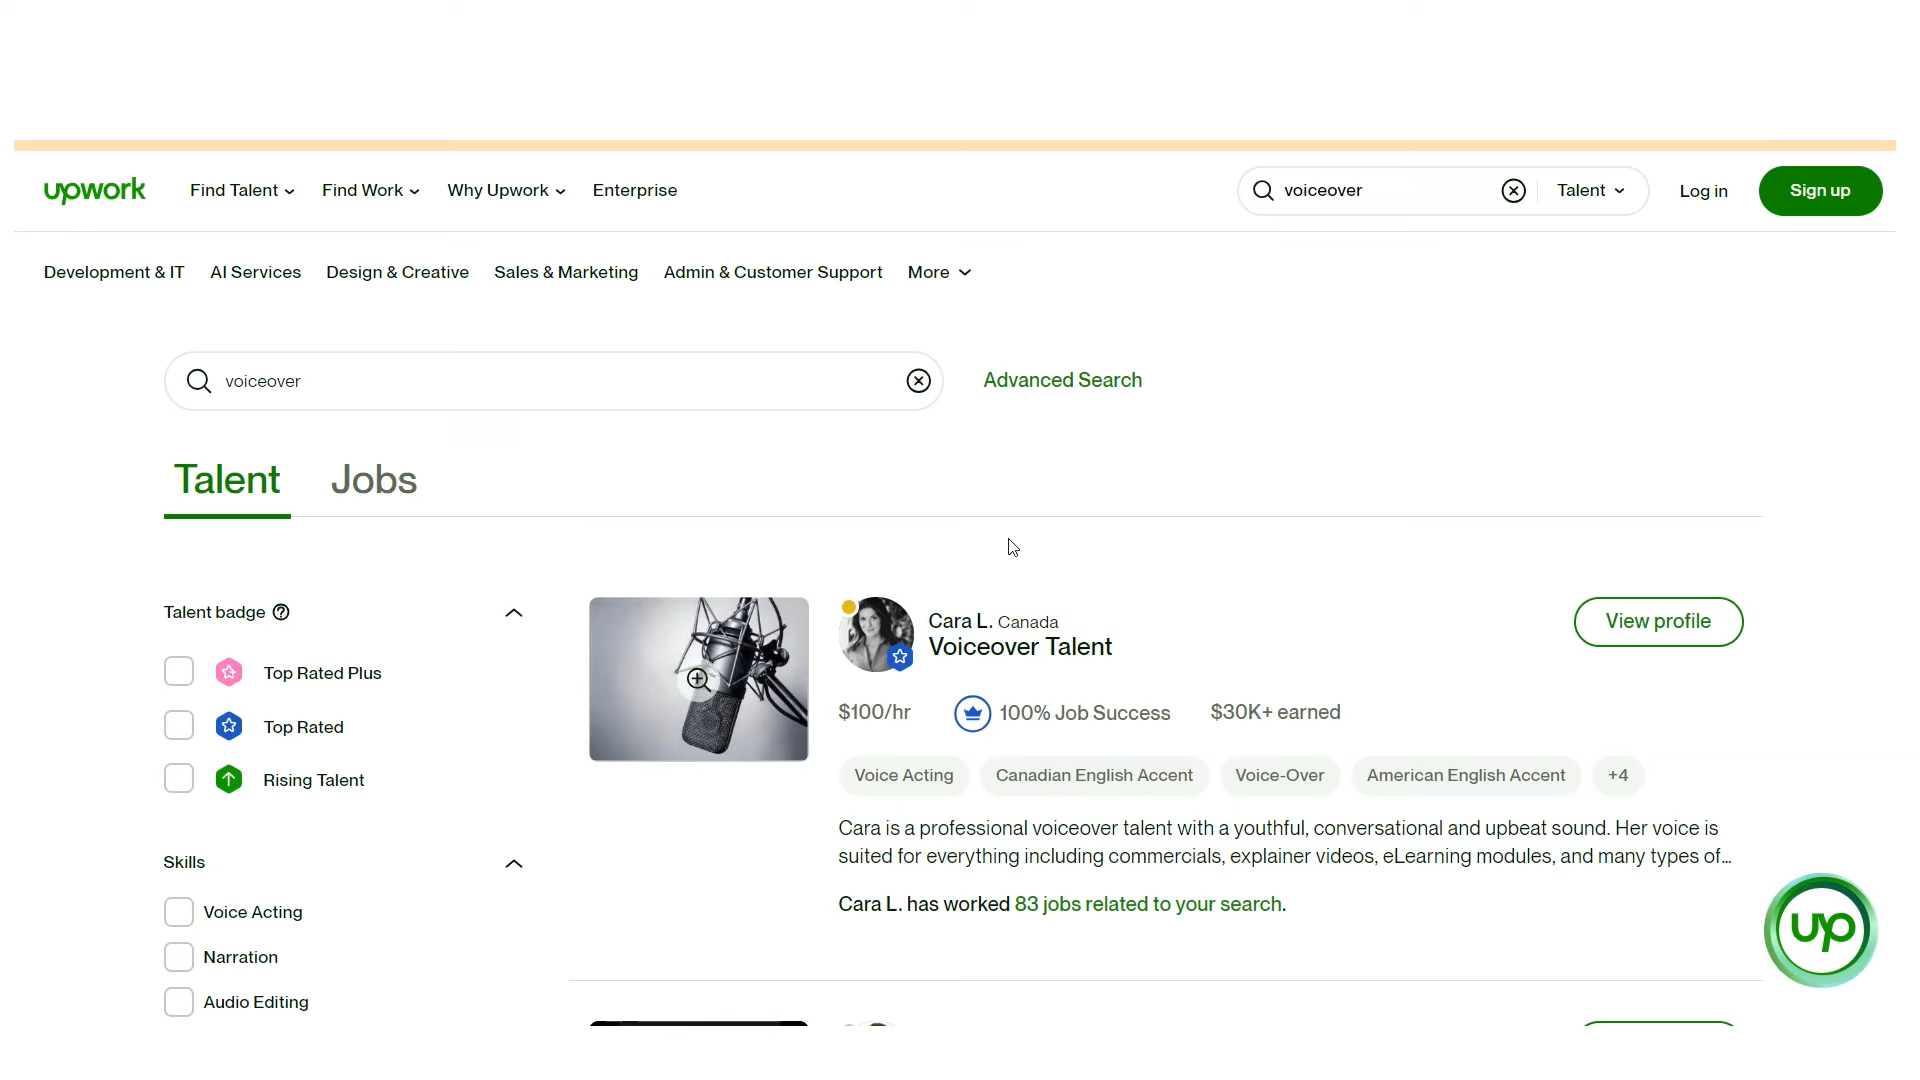 upwork Find Talent Find Work Why Upwork Enterprise voiceover Talent Log in Sign up
Development & IT AI Services Design & Creative Sales & Marketing Admin & Customer Support More
voiceover Advanced Search
Talent Jobs
Talent badge
Top Rated Plus
Top Rated
Rising Talent
Skills
Voice Acting
Narration
Audio Editing
Cara L. Canada
Voiceover Talent
View profile
$100/hr 100% Job Success $30K+ earned
Voice Acting Canadian English Accent Voice-Over American English Accent +4
Cara is a professional voiceover talent with a youthful, conversational and upbeat sound. Her voice is
suited for everything including commercials, explainer videos, eLearning modules, and many types of...
Cara L. has worked 83 jobs related to your search.
up